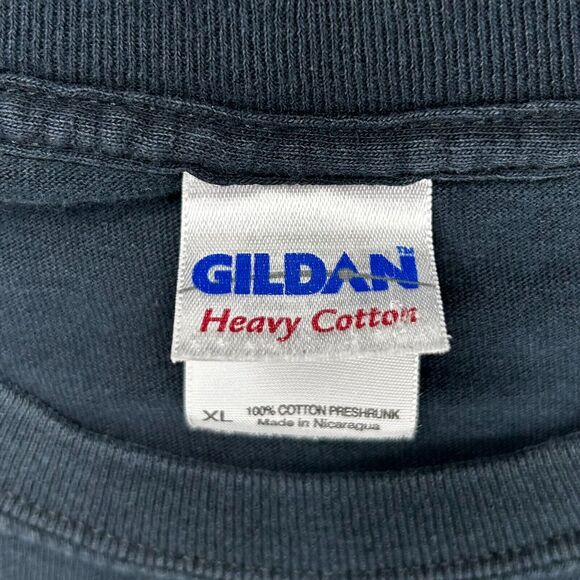 GILDAN™
Heavy Cotton
XL 100% COTTON PRESHRUNK
Made in Nicaragua